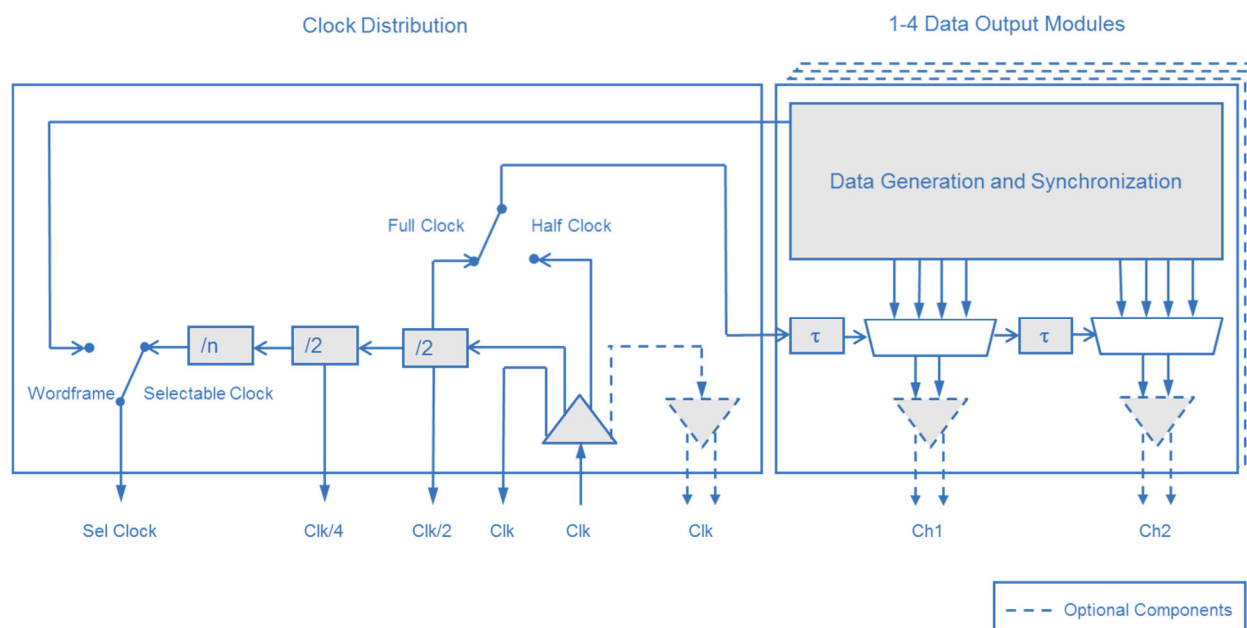 Clock Distribution
1-4 Data Output Modules
Data Generation and Synchronization
Full Clock
Half Clock
/n
/2
/2
τ
τ
Wordframe
Selectable Clock
Sel Clock
Clk/4
Clk/2
Clk
Clk
Clk
Ch1
Ch2
Optional Components